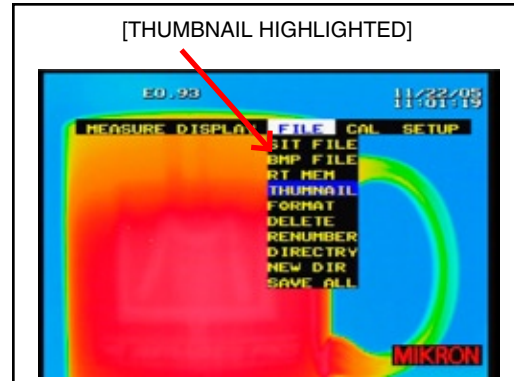 [THUMBNAIL HIGHLIGHTED]
E0.93 11/22/05
11:01:19
MEASURE DISPLAY FILE CAL SETUP
SIT FILE
BMP FILE
RT MEM
THUMNAIL
FORMAT
DELETE
RENUMBER
DIRECTRY
NEW DIR
SAVE ALL
MIKRON